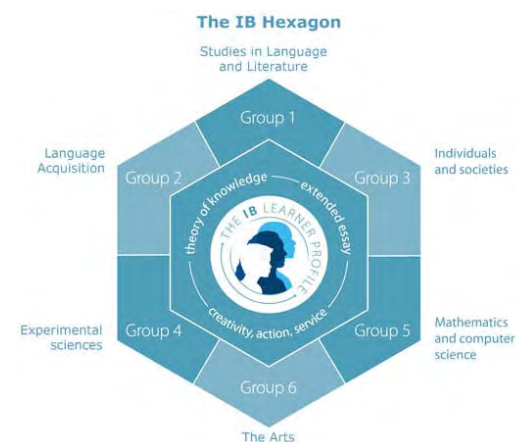 The IB Hexagon
Studies in Language
and Literature
Group 1
Language
Acquisition
Group 2
Group 3
Individuals
and societies
theory of knowledge
extended essay
THE IB LEARNER PROFILE
creativity, action, service
Experimental
sciences
Group 4
Group 5
Mathematics
and computer
science
Group 6
The Arts